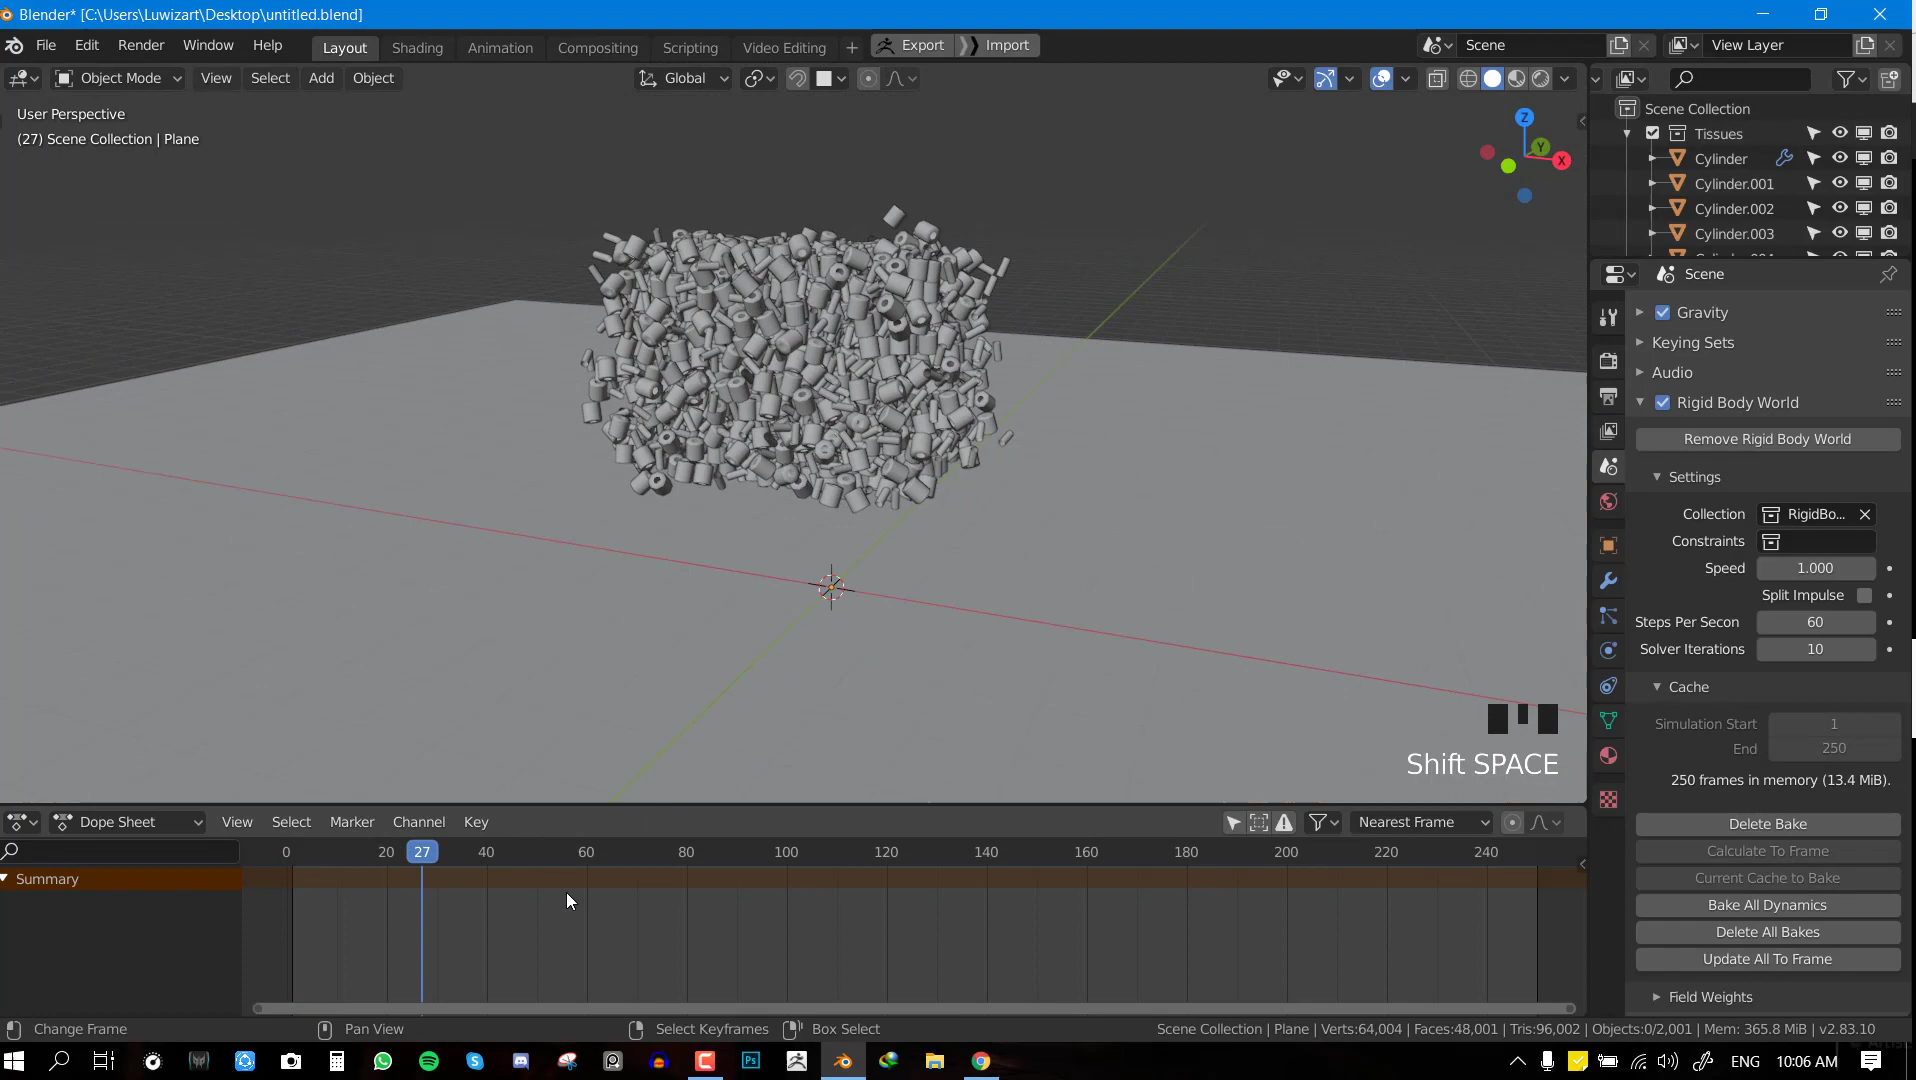 Blender* [C:\Users\Luwizart\Desktop\untitled.blend]
File Edit Render Window Help Layout Shading Animation Compositing Scripting Video Editing Export Import Scene View Layer
Object Mode View Select Add Object Global
User Perspective
(27) Scene Collection | Plane
Z
Y
X
Scene Collection
Tissues
Cylinder
Cylinder.001
Cylinder.002
Cylinder.003
Scene
Gravity
Keying Sets
Audio
Rigid Body World
Remove Rigid Body World
Settings
Collection RigidBo...
Constraints
Speed 1.000
Split Impulse
Steps Per Secon 60
Solver Iterations 10
Cache
Simulation Start 1
End 250
250 frames in memory (13.4 MiB).
Delete Bake
Calculate To Frame
Current Cache to Bake
Bake All Dynamics
Delete All Bakes
Update All To Frame
Field Weights
Shift SPACE
Dope Sheet View Select Marker Channel Key Nearest Frame
0 20 27 40 60 80 100 120 140 160 180 200 220 240
Summary
Change Frame Pan View Select Keyframes Box Select Scene Collection | Plane | Verts:64,004 | Faces:48,001 | Tris:96,002 | Objects:0/2,001 | Mem: 365.8 MiB | v2.83.10
ENG 10:06 AM